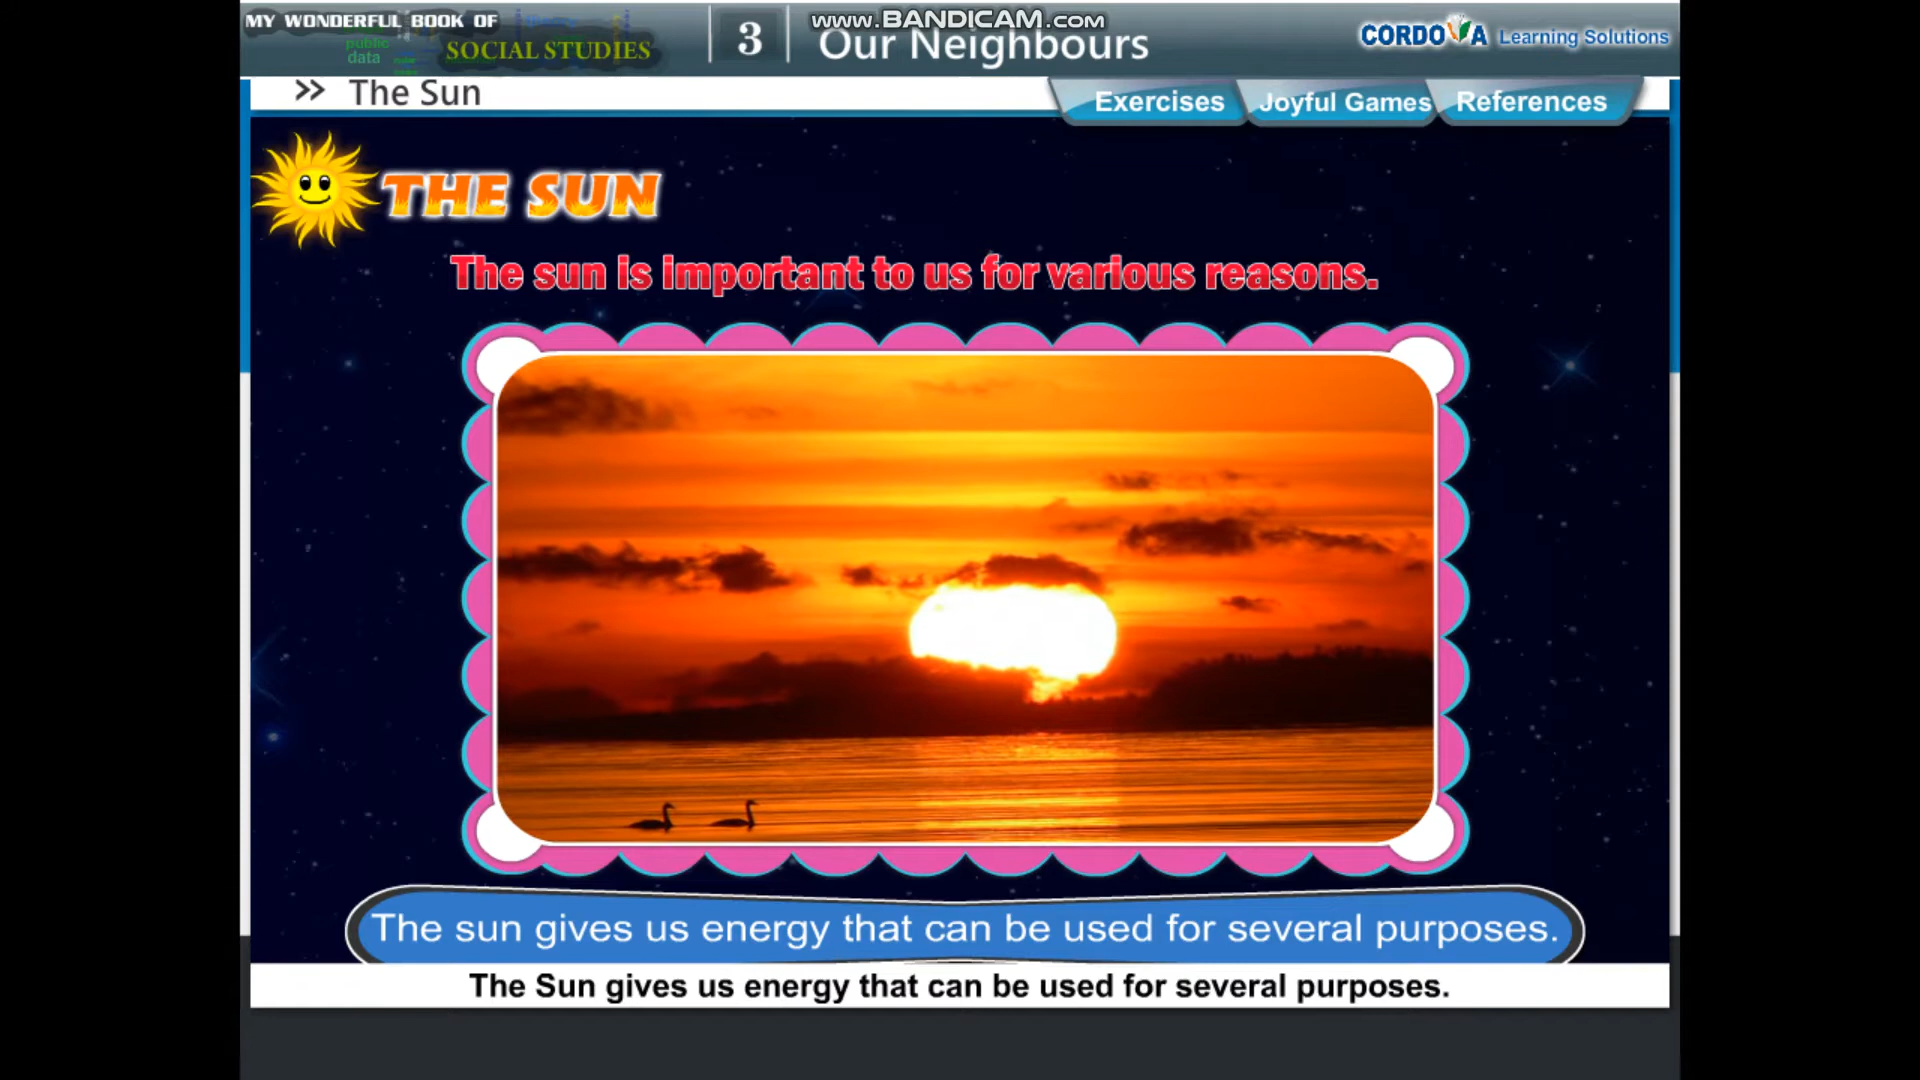 MY WONDERFUL BOOK OF
public
data
SOCIAL STUDIES
3
www.BANDICAM.com
Our Neighbours
CORDOVA Learning Solutions
>> The Sun
Exercises
Joyful Games
References
THE SUN
The sun is important to us for various reasons.
The sun gives us energy that can be used for several purposes.
The Sun gives us energy that can be used for several purposes.